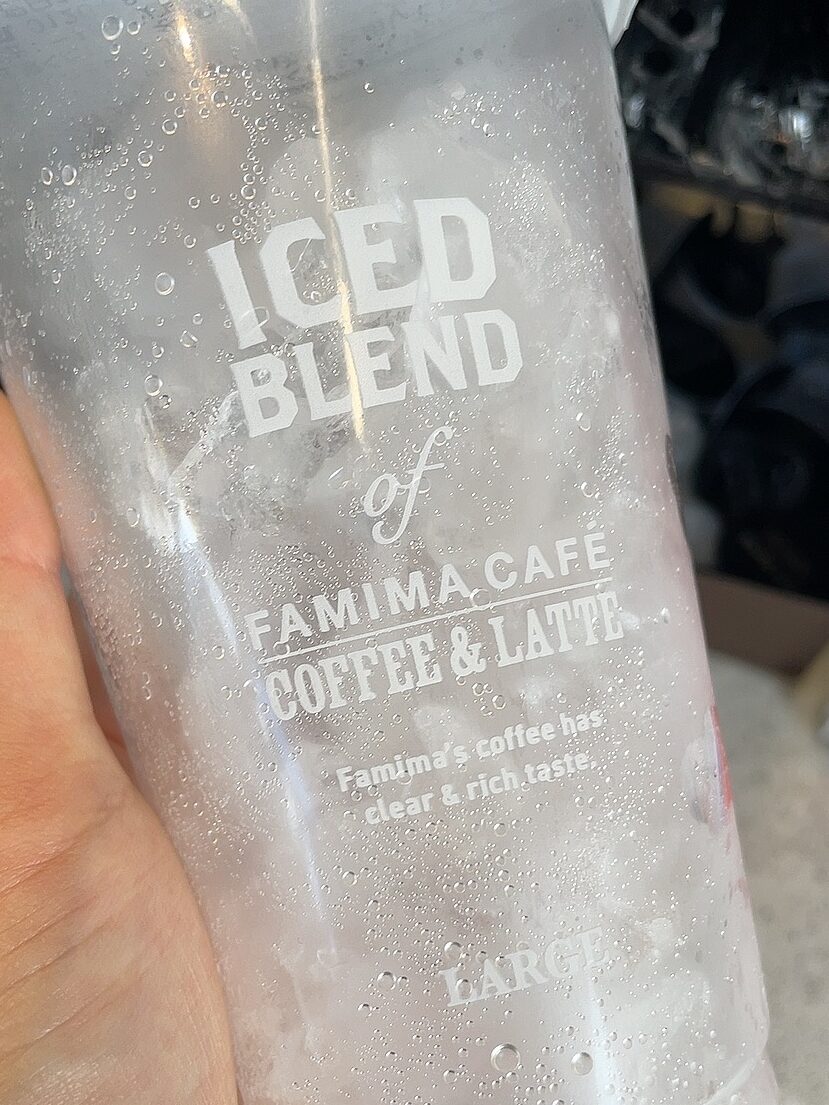 ICED
BLEND
of
FAMIMA CAFÉ
COFFEE & LATTE
Famima's coffee has
clear & rich taste.
LARGE